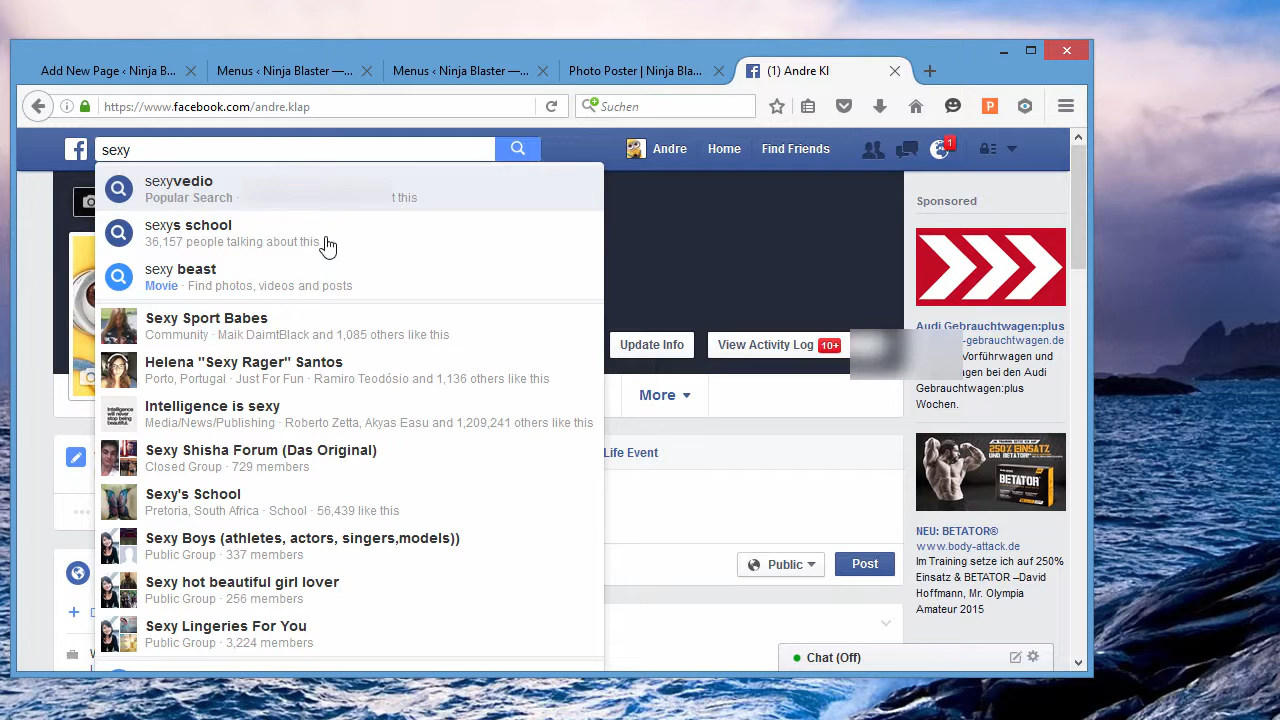 Add New Page ‹ Ninja B...
Menus ‹ Ninja Blaster —...
Menus ‹ Ninja Blaster —...
Photo Poster | Ninja Bla...
(1) Andre Kl
https://www.facebook.com/andre.klap
Suchen
sexy
Andre
Home
Find Friends
1
sexyvedio
Popular Search ·
t this
sexys school
36,157 people talking about this
sexy beast
Movie · Find photos, videos and posts
Sexy Sport Babes
Community · Maik DaimtBlack and 1,085 others like this
Helena "Sexy Rager" Santos
Porto, Portugal · Just For Fun · Ramiro Teodósio and 1,136 others like this
Intelligence is sexy
Media/News/Publishing · Roberto Zetta, Akyas Easu and 1,209,241 others like this
Sexy Shisha Forum (Das Original)
Closed Group · 729 members
Sexy's School
Pretoria, South Africa · School · 50,439 like this
Sexy Boys (athletes, actors, singers,models))
Public Group · 337 members
Sexy hot beautiful girl lover
Public Group · 256 members
Sexy Lingeries For You
Public Group · 3,224 members
Update Info
View Activity Log 10+
More
Life Event
Public
Post
Chat (Off)
Sponsored
Audi Gebrauchtwagen:plus
-gebrauchtwagen.de
Vorführwagen und
agen bei den Audi
Gebrauchtwagen:plus
Wochen.
250% EINSATZ
UND BETATOR®
BETATOR
NEU: BETATOR®
www.body-attack.de
Im Training setze ich auf 250%
Einsatz & BETATOR –David
Hoffmann, Mr. Olympia
Amateur 2015